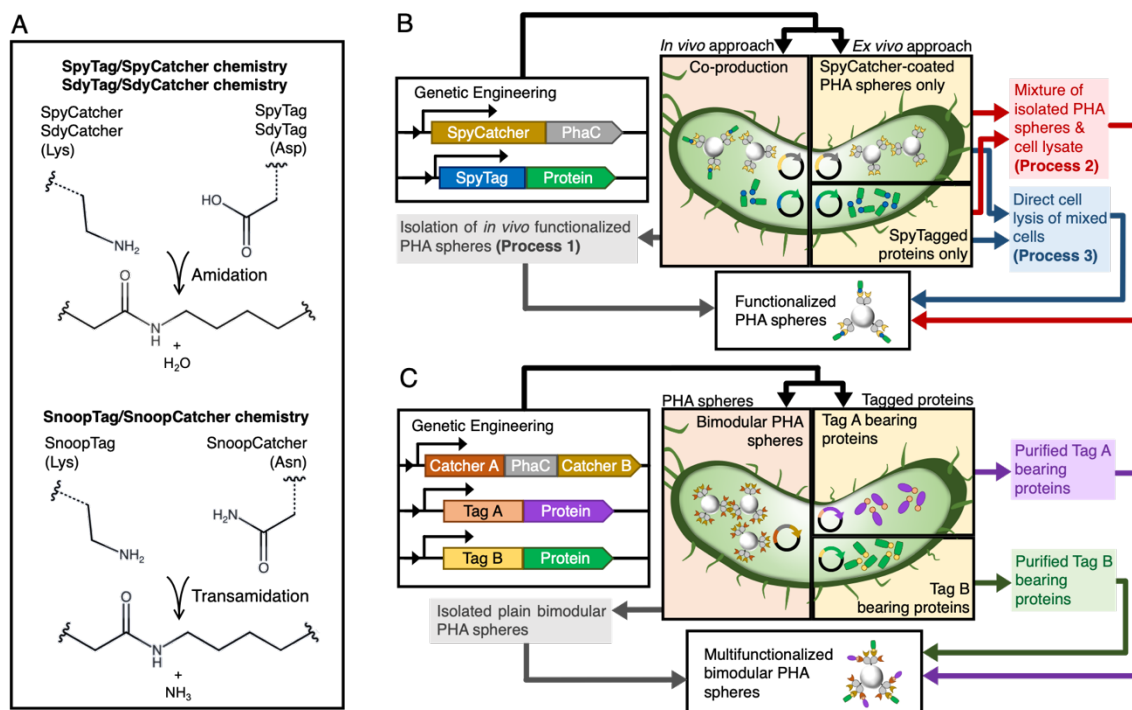 A
SpyTag/SpyCatcher chemistry
SdyTag/SdyCatcher chemistry
SpyCatcher
SdyCatcher
(Lys)
SpyTag
SdyTag
(Asp)
HO
O
NH2
Amidation
O
N
H
+
H2O
SnoopTag/SnoopCatcher chemistry
SnoopTag
(Lys)
SnoopCatcher
(Asn)
H2N
O
NH2
Transamidation
O
N
H
+
NH3
B
In vivo approach
Ex vivo approach
Genetic Engineering
SpyCatcher
PhaC
SpyTag
Protein
Co-production
SpyCatcher-coated
PHA spheres only
SpyTagged
proteins only
Mixture of
isolated PHA
spheres &
cell lysate
(Process 2)
Direct cell
lysis of mixed
cells
(Process 3)
Isolation of in vivo functionalized
PHA spheres (Process 1)
Functionalized
PHA spheres
C
PHA spheres
Tagged proteins
Genetic Engineering
Catcher A
PhaC
Catcher B
Tag A
Protein
Tag B
Protein
Bimodular PHA
spheres
Tag A bearing
proteins
Tag B
bearing proteins
Purified Tag A
bearing
proteins
Purified Tag B
bearing
proteins
Isolated plain bimodular
PHA spheres
Multifunctionalized
bimodular PHA
spheres